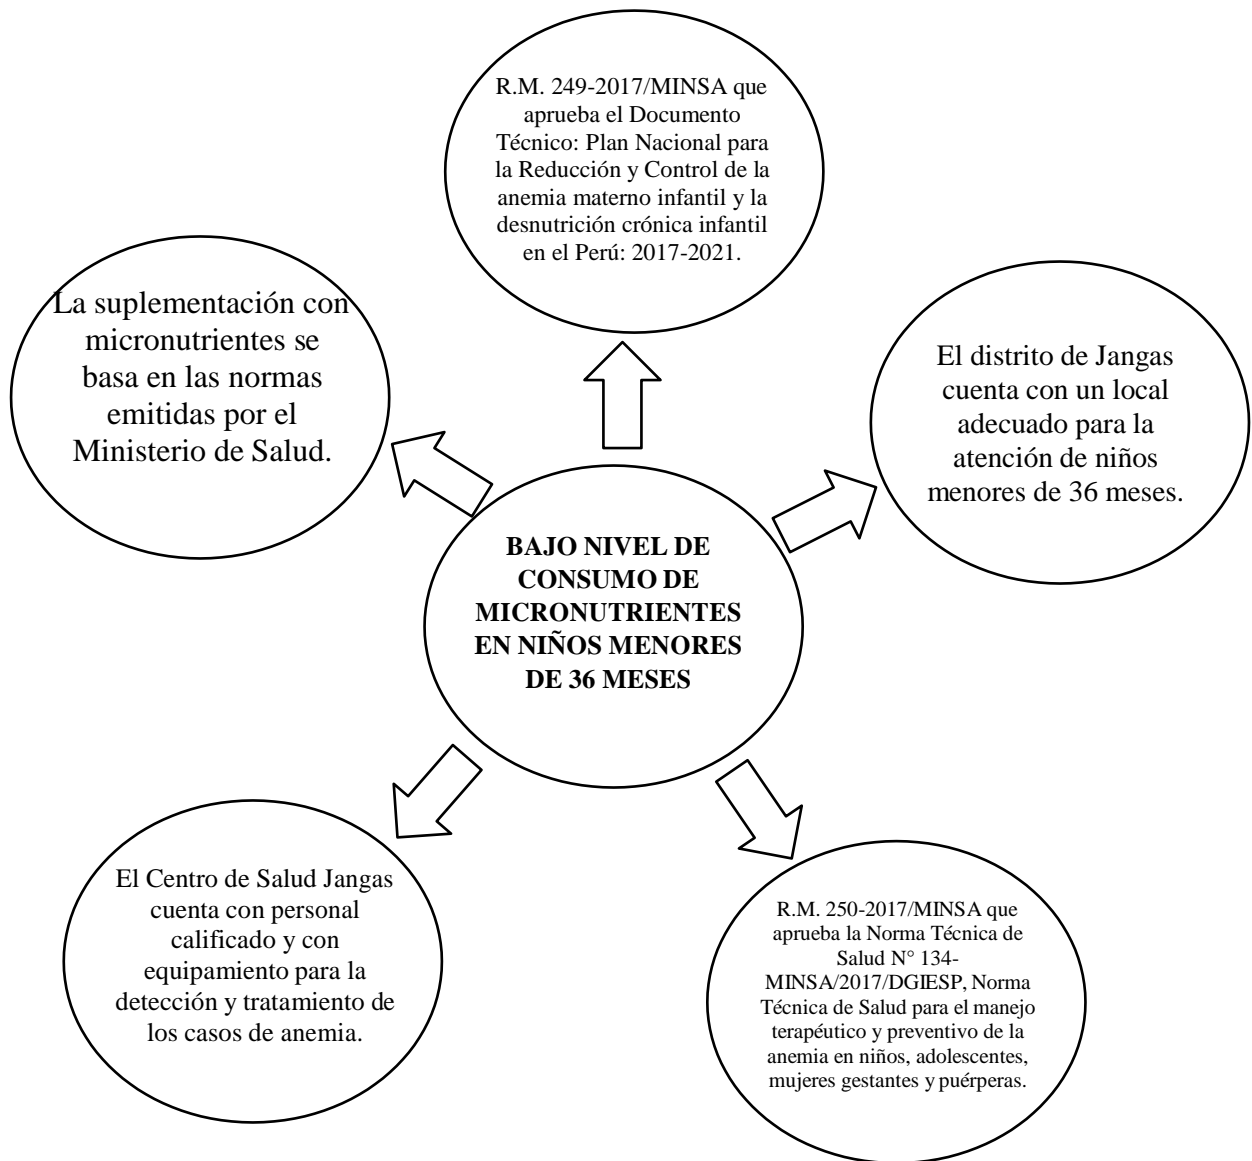 R.M. 249-2017/MINSA que
aprueba el Documento
Técnico: Plan Nacional para
la Reducción y Control de la
anemia materno infantil y la
desnutrición crónica infantil
en el Perú: 2017-2021.
La suplementación con
micronutrientes se
basa en las normas
emitidas por el
Ministerio de Salud.
El distrito de Jangas
cuenta con un local
adecuado para la
atención de niños
menores de 36 meses.
BAJO NIVEL DE
CONSUMO DE
MICRONUTRIENTES
EN NIÑOS MENORES
DE 36 MESES
El Centro de Salud Jangas
cuenta con personal
calificado y con
equipamiento para la
detección y tratamiento de
los casos de anemia.
R.M. 250-2017/MINSA que
aprueba la Norma Técnica de
Salud N° 134-
MINSA/2017/DGIESP, Norma
Técnica de Salud para el manejo
terapéutico y preventivo de la
anemia en niños, adolescentes,
mujeres gestantes y puérperas.